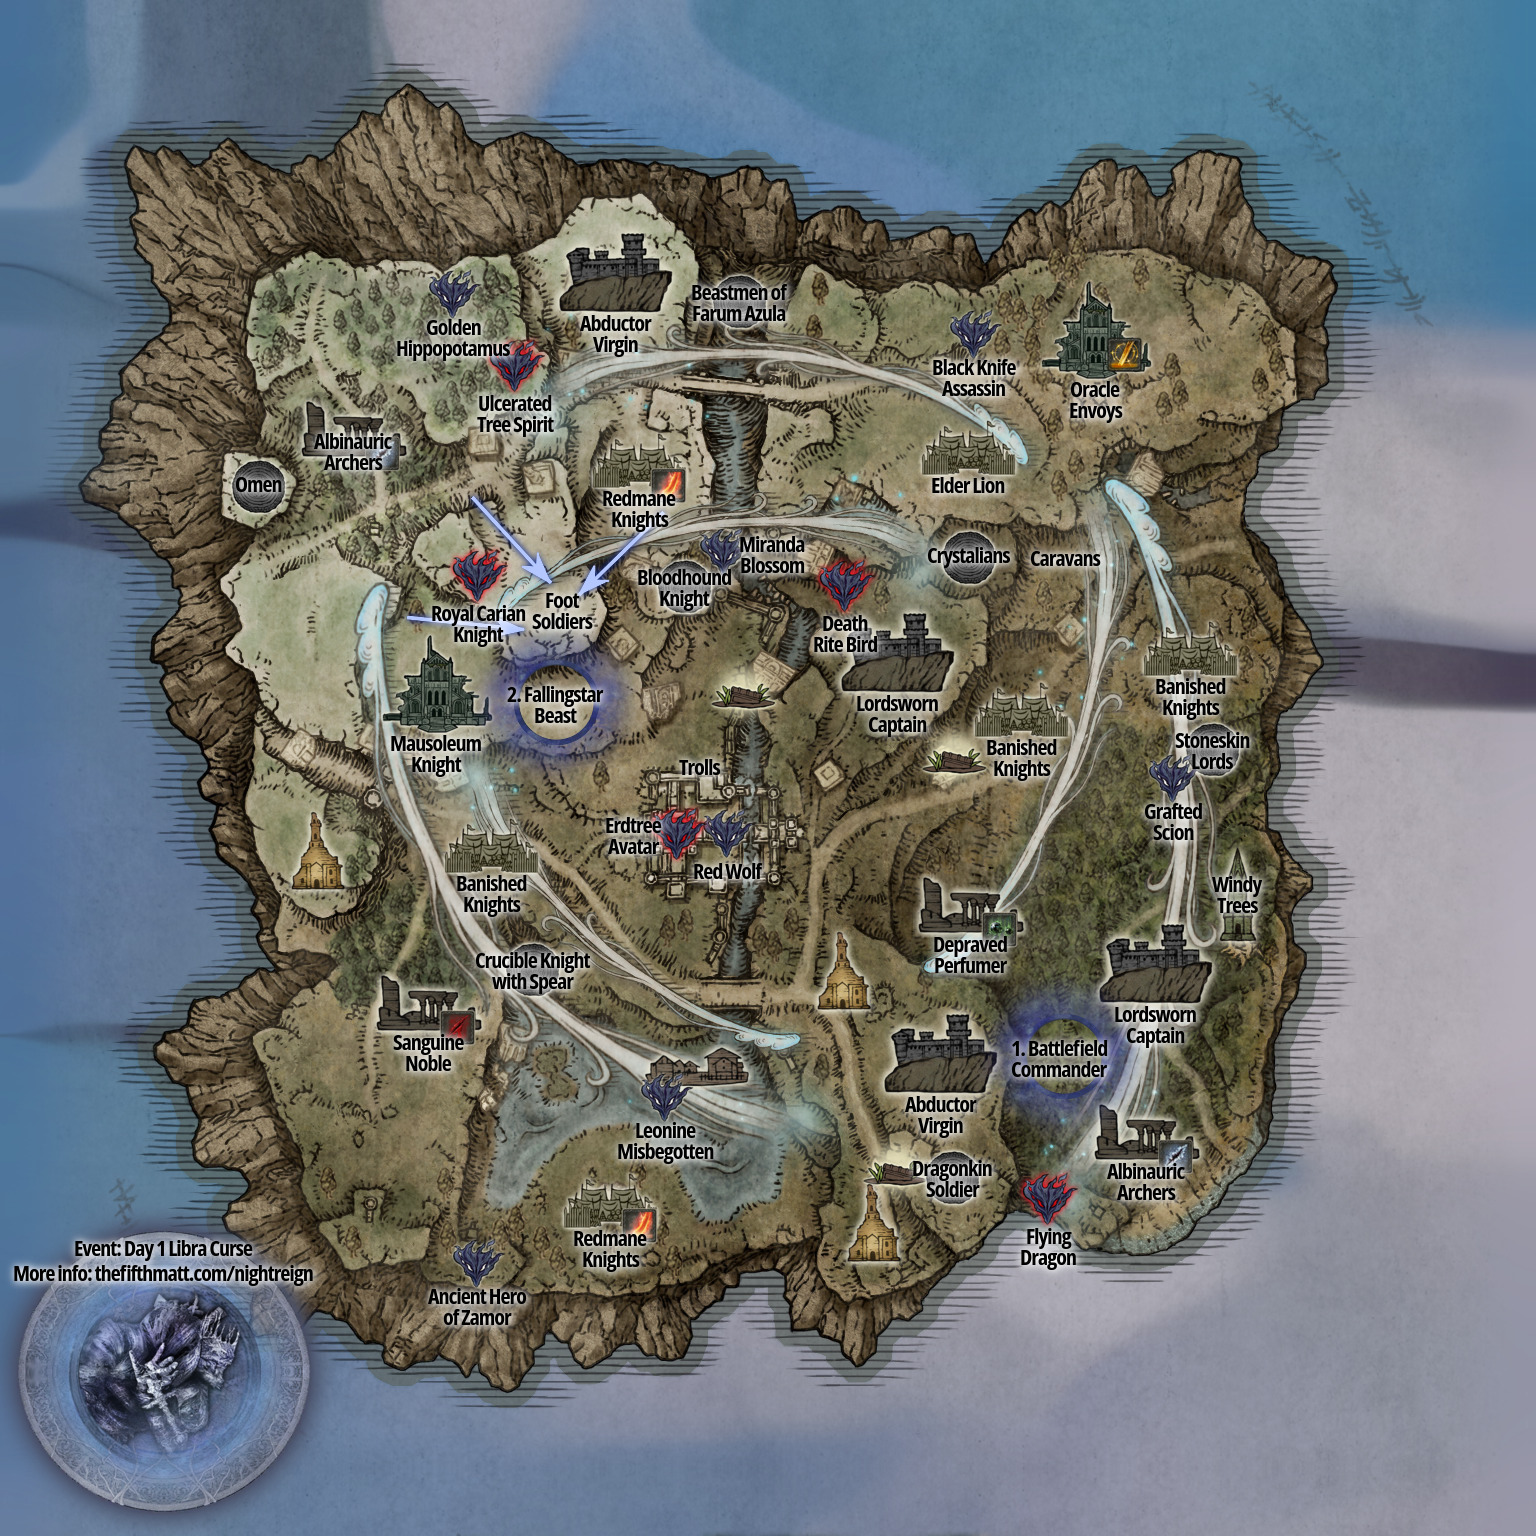 Beastmen of
Farum Azula
Golden
Hippopotamus
Abductor
Virgin
Black Knife
Assassin
Oracle
Envoys
Ulcerated
Tree Spirit
Albinauric
Archers
Omen
Redmane
Knights
Elder Lion
Miranda
Blossom
Bloodhound
Knight
Crystalians
Caravans
Royal Carian
Knight
Foot
Soldiers
Death
Rite Bird
Lordsworn
Captain
Banished
Knights
2. Fallingstar
Beast
Mausoleum
Knight
Banished
Knights
Stoneskin
Lords
Trolls
Grafted
Scion
Erdtree
Avatar
Red Wolf
Banished
Knights
Windy
Trees
Crucible Knight
with Spear
Depraved
Perfumer
Sanguine
Noble
Lordsworn
Captain
1. Battlefield
Commander
Abductor
Virgin
Leonine
Misbegotten
Dragonkin
Soldier
Albinauric
Archers
Redmane
Knights
Flying
Dragon
Ancient Hero
of Zamor
Event: Day 1 Libra Curse
More info: thefifthmatt.com/nightreign